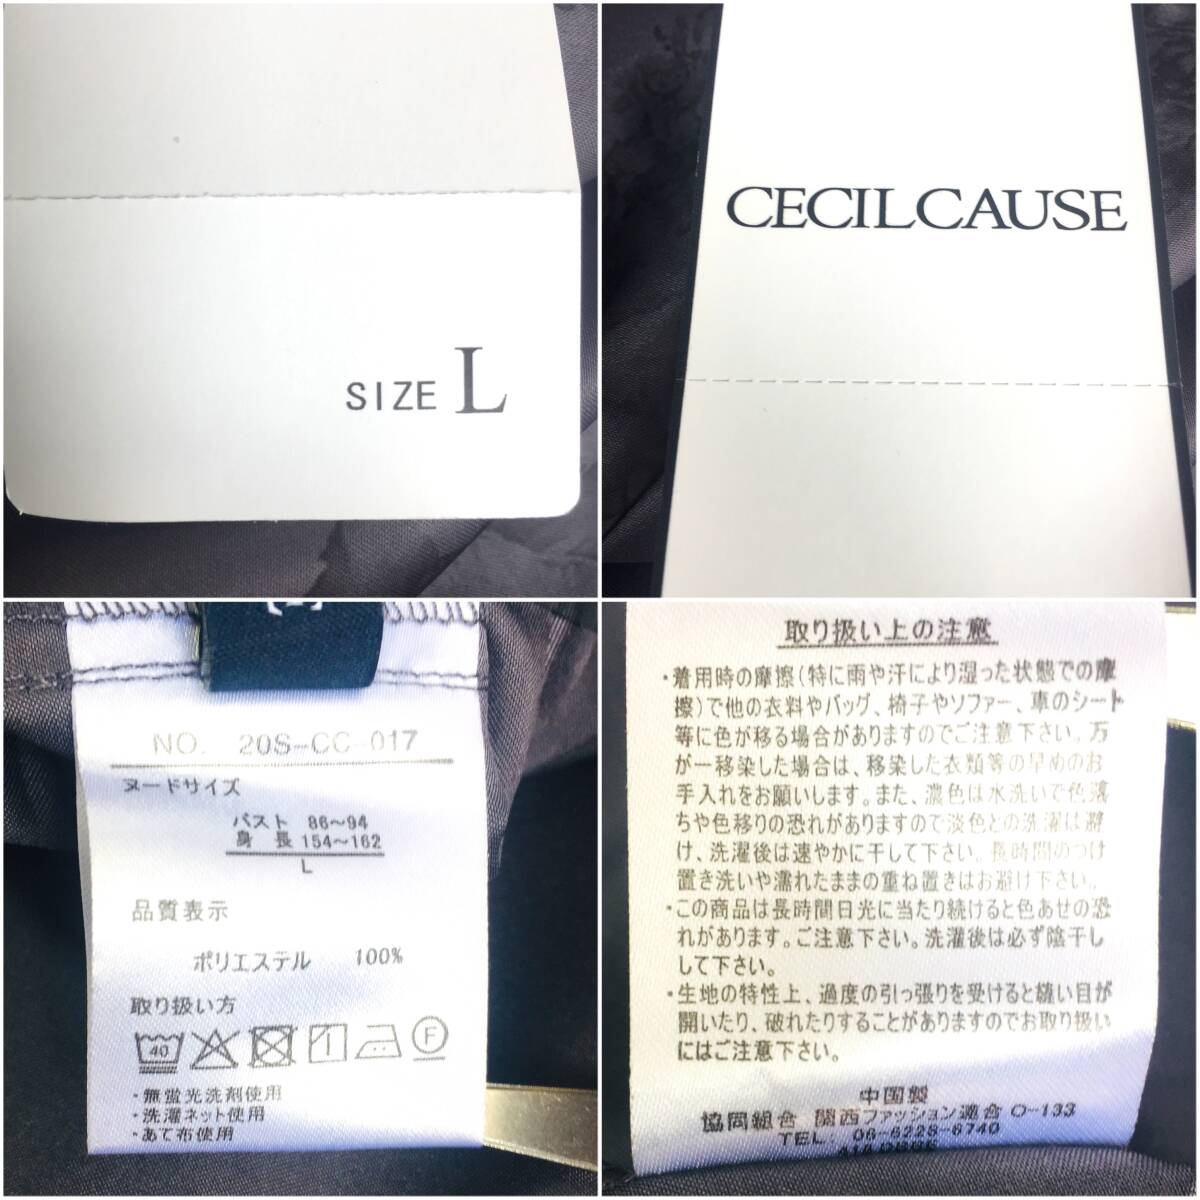 SIZE L
CECILCAUSE
NO. 20S-CC-017
ヌードサイズ
バスト 86～94
身長 154～162
L
品質表示
ポリエステル 100%
取り扱い方
40
F
・無蛍光洗剤使用
・洗濯ネット使用
・あて布使用
取り扱い上の注意
・着用時の摩擦(特に雨や汗により湿った状態での摩
擦)で他の衣料やバッグ、椅子やソファー、車のシート
等に色が移る場合がありますのでご注意下さい。万
が一移染した場合は、移染した衣類等の早めのお
手入れをお願いします。また、濃色は水洗いで色落
ちや色移りの恐れがありますので淡色との洗濯は避
け、洗濯後は速やかに干して下さい。長時間のつけ
置き洗いや濡れたままの重ね置きはお避け下さい。
・この商品は長時間日光に当たり続けると色あせの恐
れがあります。ご注意下さい。洗濯後は必ず陰干し
して下さい。
・生地の特性上、過度の引っ張りを受けると縫い目が
開いたり、破れたりすることがありますのでお取り扱い
にはご注意下さい。
中国製
協同組合 関西ファッション連合 O-133
TEL. 06-6228-6740